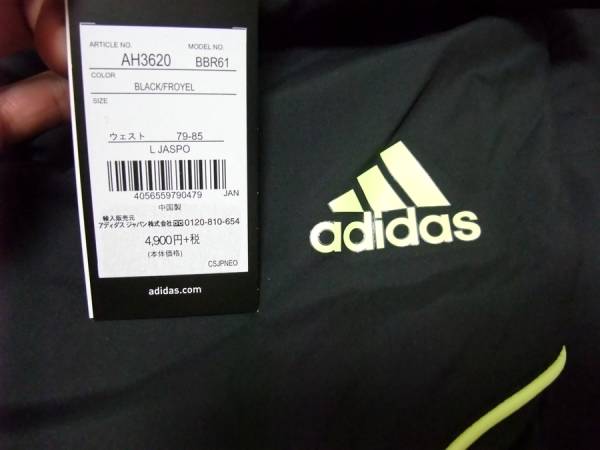 ARTICLE NO. MODEL NO.
AH3620 BBR61
COLOR
BLACK/FROYEL
SIZE
ウェスト 79-85
L JASPO
4056559790479 JAN
中国製
輸入販売元
アディダス ジャパン株式会社 0120-810-654
4,900円+税
(本体価格)
CSJPNEO
adidas.com
adidas